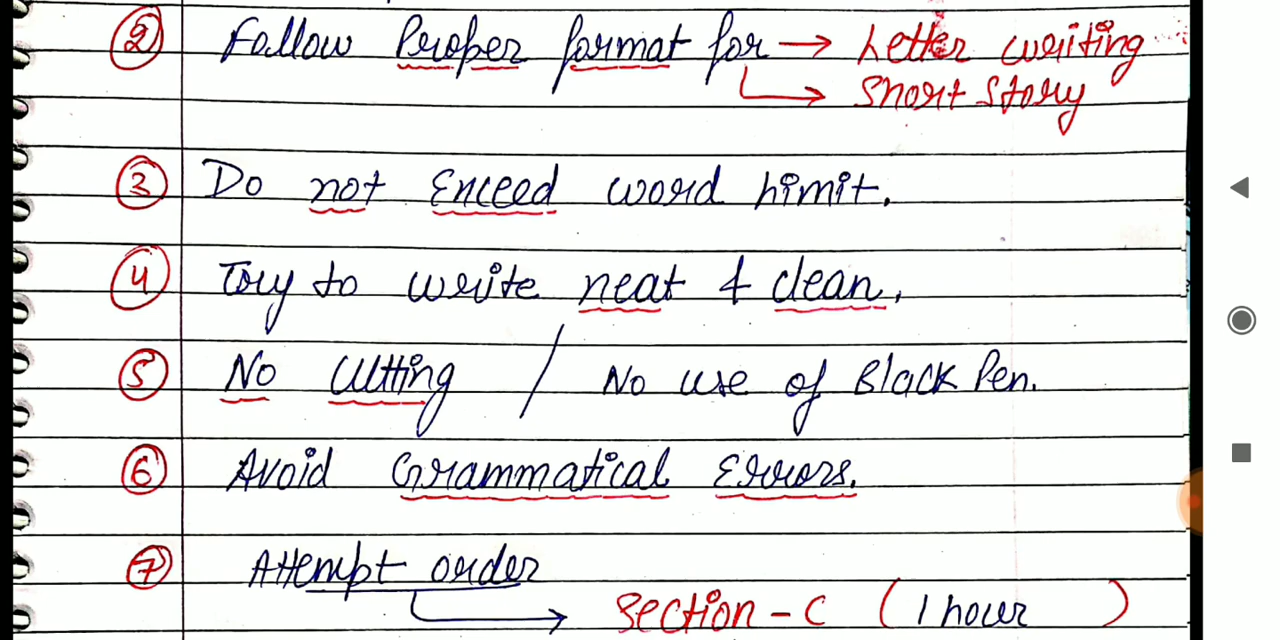 ② Follow Proper format for → Letter writing
→ Short Story
③ Do not Exceed word limit.
④ Try to write neat & clean.
⑤ No Cutting / No use of Black Pen.
⑥ Avoid Grammatical Errors.
⑦ Attempt order
→ Section - C ( 1 hour )